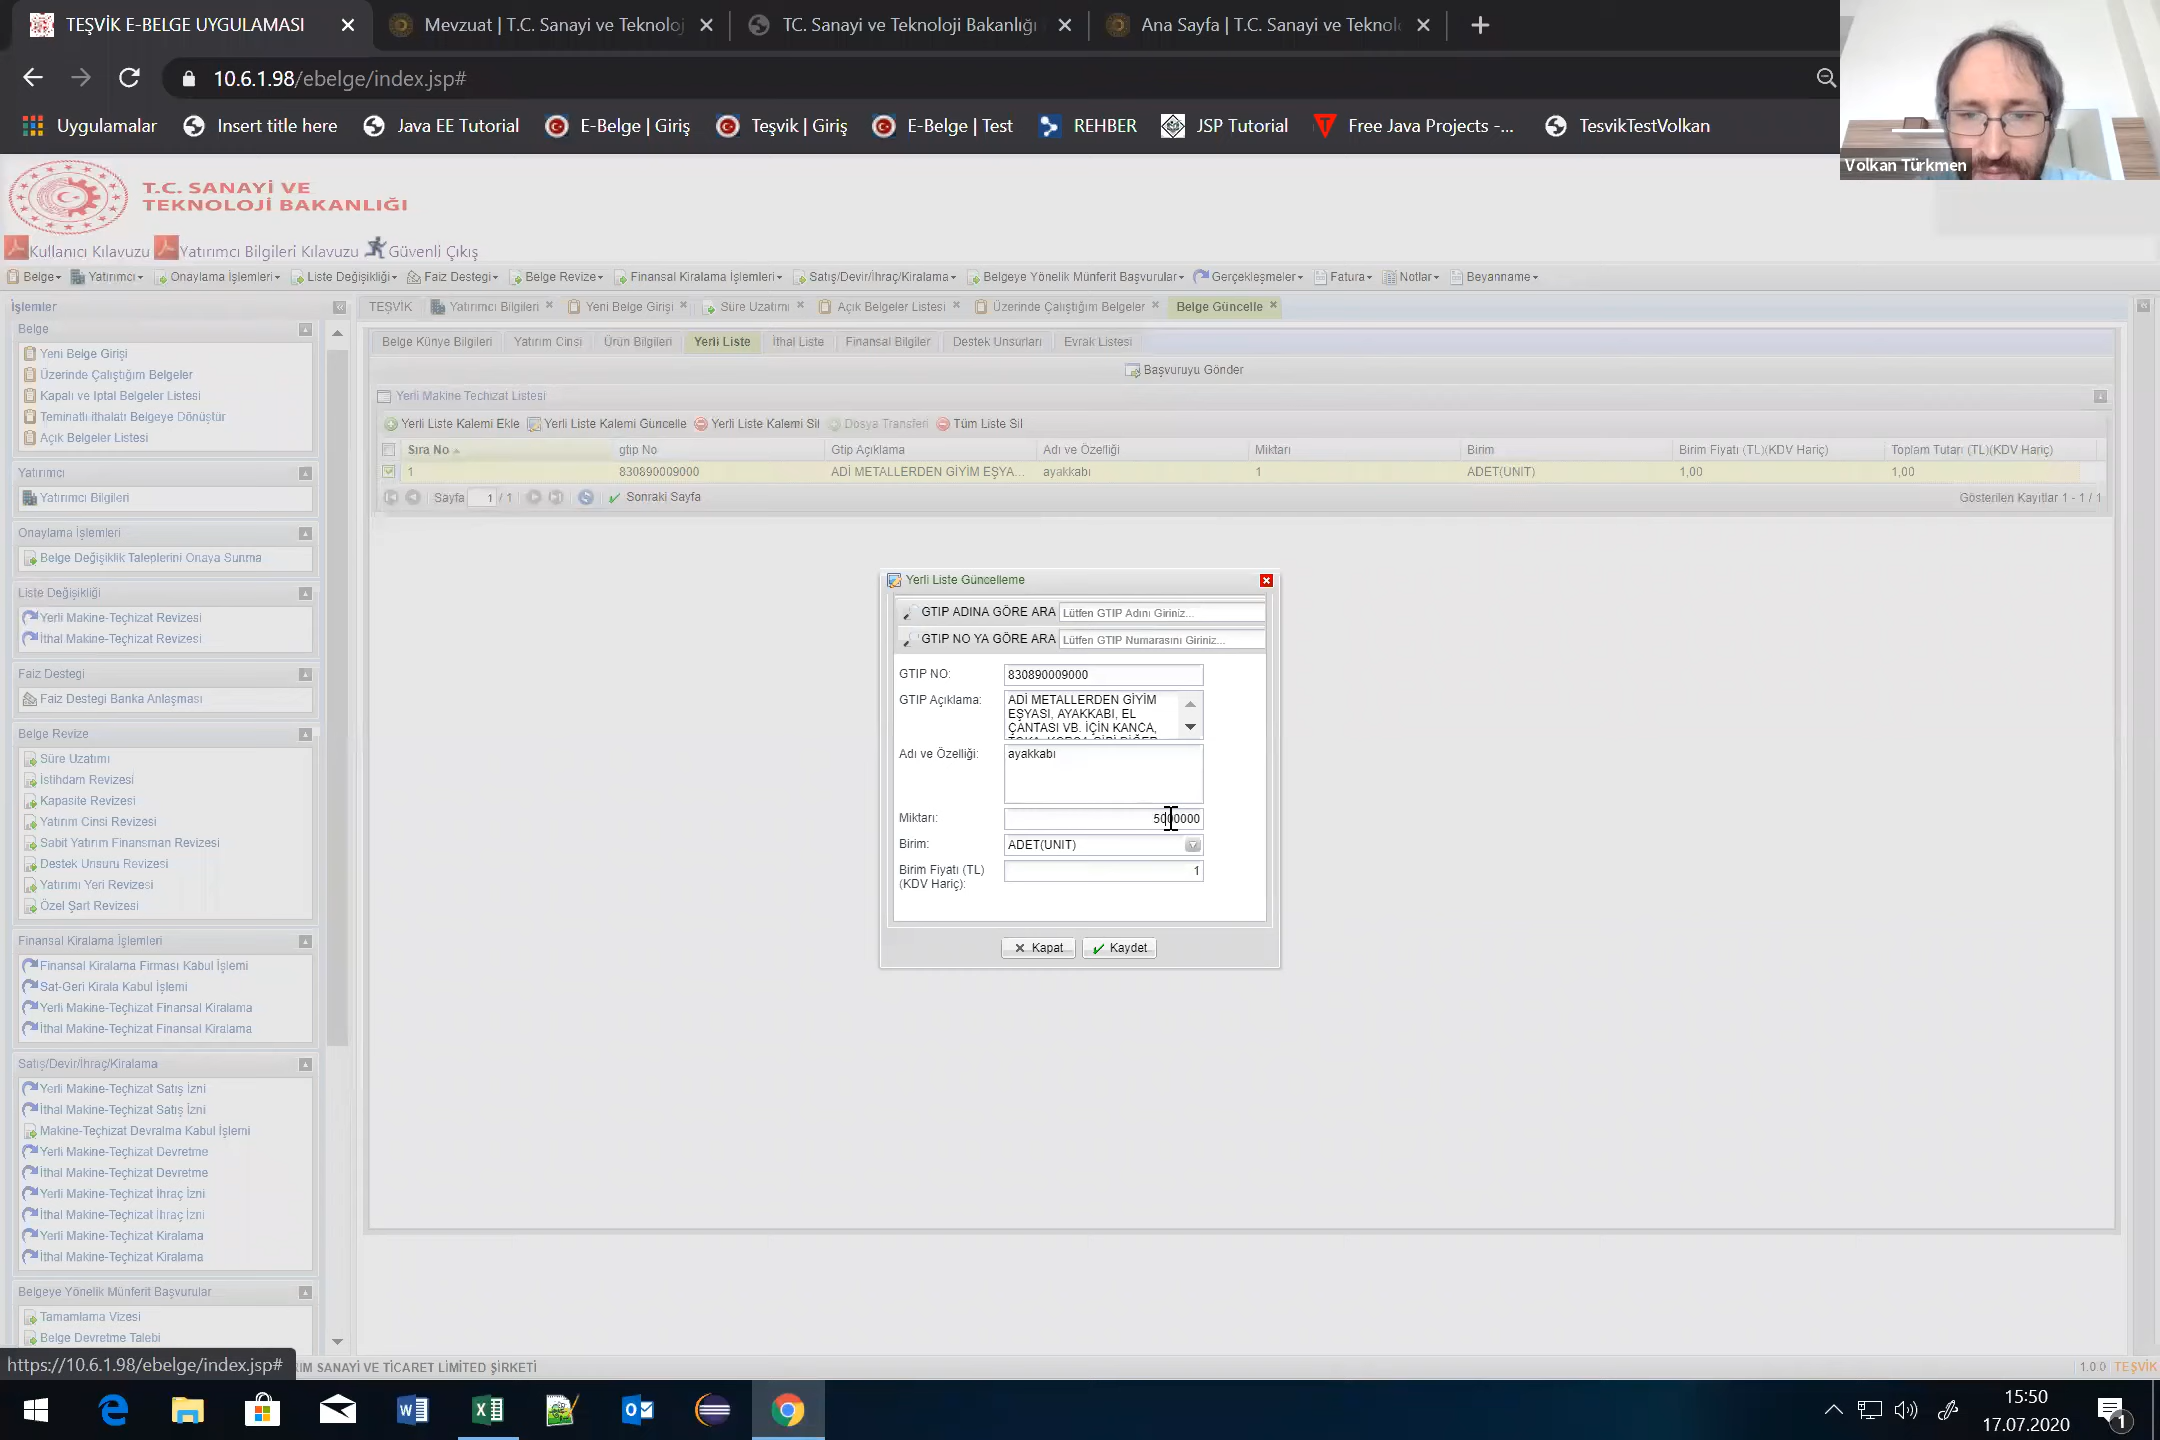 TEŞVİK E-BELGE UYGULAMASI
Mevzuat | T.C. Sanayi ve Teknoloj
TC. Sanayi ve Teknoloji Bakanlığı
Ana Sayfa | T.C. Sanayi ve Teknolo
10.6.1.98/ebelge/index.jsp#
Uygulamalar
Insert title here
Java EE Tutorial
E-Belge | Giriş
Teşvik | Giriş
E-Belge | Test
REHBER
JSP Tutorial
Free Java Projects -...
TesvikTestVolkan
Volkan Türkmen
T.C. SANAYİ VE
TEKNOLOJİ BAKANLIĞI
Kullanıcı Kılavuzu Yatırımcı Bilgileri Kılavuzu Güvenli Çıkış
Belge Yatırımcı Onaylama İşlemleri Liste Değişikliği Faiz Destegi Belge Revize Finansal Kiralama İşlemleri Satış/Devir/İhraç/Kiralama Belgeye Yönelik Münferit Başvurular Gerçekleşmeler Fatura Notlar Beyanname
İşlemler
TEŞVİK Yatırımcı Bilgileri Yeni Belge Girişi Süre Uzatımı Açık Belgeler Listesi Üzerinde Çalıştığım Belgeler Belge Güncelle
Belge Künye Bilgileri Yatırım Cinsi Ürün Bilgileri Yerli Liste İthal Liste Finansal Bilgiler Destek Unsurları Evrak Listesi
Başvuruyu Gönder
Yerli Makine Techizat Listesi
Yerli Liste Kalemi Ekle Yerli Liste Kalemi Güncelle Yerli Liste Kalemi Sil Dosya Transferi Tüm Liste Sil
Sıra No gtip No Gtip Açıklama Adı ve Özelliği Miktarı Birim Birim Fiyatı (TL)(KDV Hariç) Toplam Tutarı (TL)(KDV Hariç)
1 830890009000 ADİ METALLERDEN GİYİM EŞYA... ayakkabı 1 ADET(UNIT) 1,00 1,00
Sayfa 1 / 1 Sonraki Sayfa Gösterilen Kayıtlar 1 - 1 / 1
Belge
Yeni Belge Girişi
Üzerinde Çalıştığım Belgeler
Kapalı ve İptal Belgeler Listesi
Teminatlı ithalatı Belgeye Dönüştür
Açık Belgeler Listesi
Yatırımcı
Yatırımcı Bilgileri
Onaylama İşlemleri
Belge Değişiklik Taleplerini Onaya Sunma
Liste Değişikliği
Yerli Makine-Teçhizat Revizesi
İthal Makine-Teçhizat Revizesi
Faiz Destegi
Faiz Destegi Banka Anlaşması
Belge Revize
Süre Uzatımı
İstihdam Revizesi
Kapasite Revizesi
Yatırım Cinsi Revizesi
Sabit Yatırım Finansman Revizesi
Destek Unsuru Revizesi
Yatırımı Yeri Revizesi
Özel Şart Revizesi
Finansal Kiralama İşlemleri
Finansal Kiralama Firması Kabul İşlemi
Sat-Geri Kirala Kabul İşlemi
Yerli Makine-Teçhizat Finansal Kiralama
İthal Makine-Teçhizat Finansal Kiralama
Satış/Devir/İhraç/Kiralama
Yerli Makine-Teçhizat Satış İzni
İthal Makine-Teçhizat Satış İzni
Makine-Teçhizat Devralma Kabul İşlemi
Yerli Makine-Teçhizat Devretme
İthal Makine-Teçhizat Devretme
Yerli Makine-Teçhizat İhraç İzni
İthal Makine-Teçhizat İhraç İzni
Yerli Makine-Teçhizat Kiralama
İthal Makine-Teçhizat Kiralama
Belgeye Yönelik Münferit Başvurular
Tamamlama Vizesi
Belge Devretme Talebi
Yerli Liste Güncelleme
GTIP ADINA GÖRE ARA Lütfen GTIP Adını Giriniz...
GTIP NO YA GÖRE ARA Lütfen GTIP Numarasını Giriniz...
GTIP NO: 830890009000
GTIP Açıklama: ADİ METALLERDEN GİYİM
EŞYASI, AYAKKABI, EL
ÇANTASI VB. İÇİN KANCA,
Adı ve Özelliği: ayakkabı
Miktarı: 5000000
Birim: ADET(UNIT)
Birim Fiyatı (TL) 1
(KDV Hariç):
Kapat Kaydet
https://10.6.1.98/ebelge/index.jsp#
IM SANAYİ VE TİCARET LİMİTED ŞİRKETİ
1.0.0 TEŞVİK
15:50
17.07.2020
1